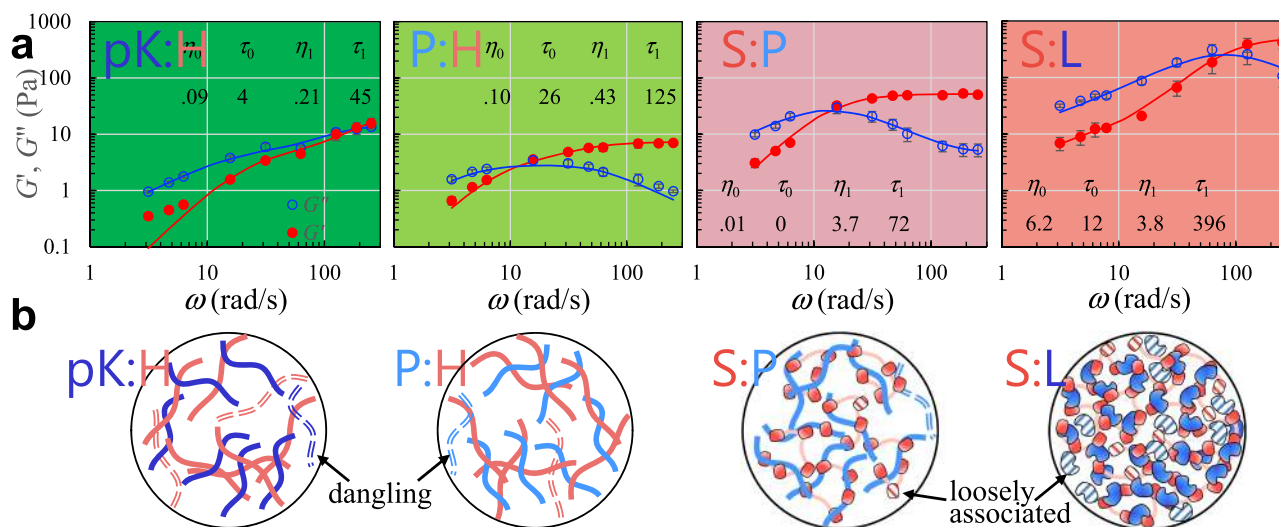 a
G', G'' (Pa)
1000
100
10
1
0.1
pK:H
η0 τ0 η1 τ1
.09 4 .21 45
G''
G'
P:H
η0 τ0 η1 τ1
.10 26 .43 125
S:P
η0 τ0 η1 τ1
.01 0 3.7 72
S:L
η0 τ0 η1 τ1
6.2 12 3.8 396
1 10 100 1 10 100 1 10 100 1 10 100
ω (rad/s) ω (rad/s) ω (rad/s) ω (rad/s)
b
pK:H P:H S:P S:L
dangling
loosely
associated